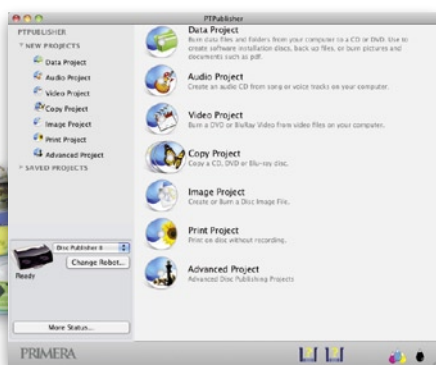 PTPublisher
PTPUBLISHER
NEW PROJECTS
Data Project
Audio Project
Video Project
Copy Project
Image Project
Print Project
Advanced Project
SAVED PROJECTS
Disc Publisher II
Change Robot...
Ready
More Status...
Data Project
Burn data files and folders from your computer to a CD or DVD. Use to
create software installation discs, back up files, or burn pictures and
documents such as pdf.
Audio Project
Create an audio CD from song or voice tracks on your computer.
Video Project
Burn a DVD or BluRay Video from video files on your computer.
Copy Project
Copy a CD, DVD or Blu-ray disc.
Image Project
Create or Burn a Disc Image File.
Print Project
Print on disc without recording.
Advanced Project
Advanced Disc Publishing Projects
PRIMERA